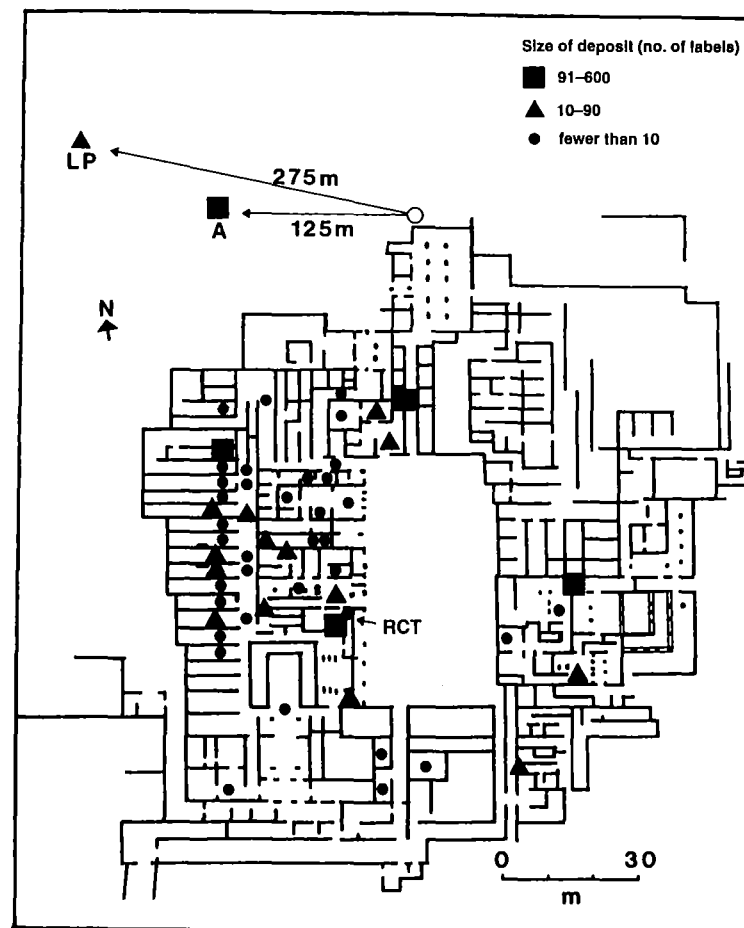 Size of deposit (no. of labels)
91–600
10–90
fewer than 10
LP
275m
A
125m
N
RCT
0 30
m